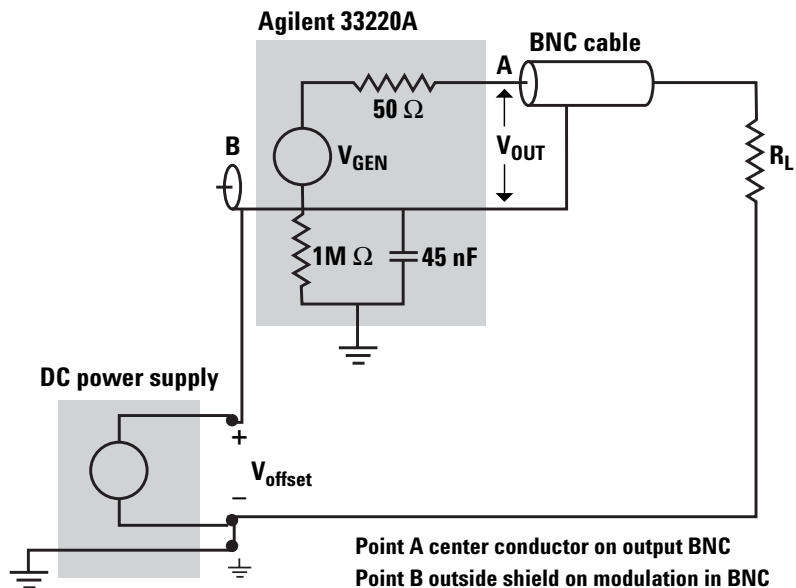 Agilent 33220A
BNC cable
A
50 Ω
B
V_GEN
V_OUT
R_L
1M Ω
45 nF
DC power supply
+
V_offset
−
Point A center conductor on output BNC
Point B outside shield on modulation in BNC